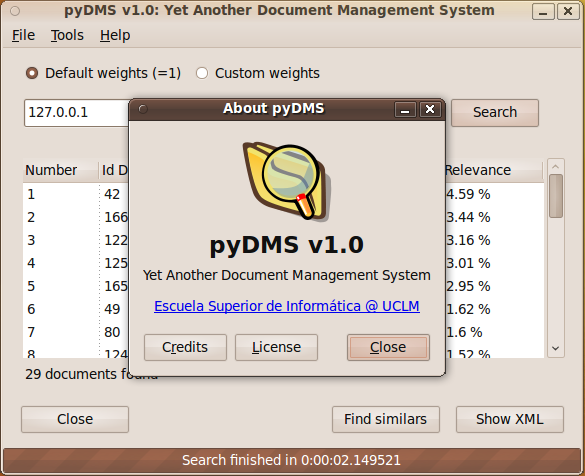 pyDMS v1.0: Yet Another Document Management System
File Tools Help
Default weights (=1) Custom weights
127.0.0.1 Search
About pyDMS
pyDMS v1.0
Yet Another Document Management System
Escuela Superior de Informática @ UCLM
Credits License Close
Number Id D Relevance
1 42 4.59 %
2 166 3.44 %
3 122 3.16 %
4 125 3.01 %
5 165 2.95 %
6 49 1.62 %
7 80 1.6 %
8 124 1.52 %
29 documents found
Close Find similars Show XML
Search finished in 0:00:02.149521